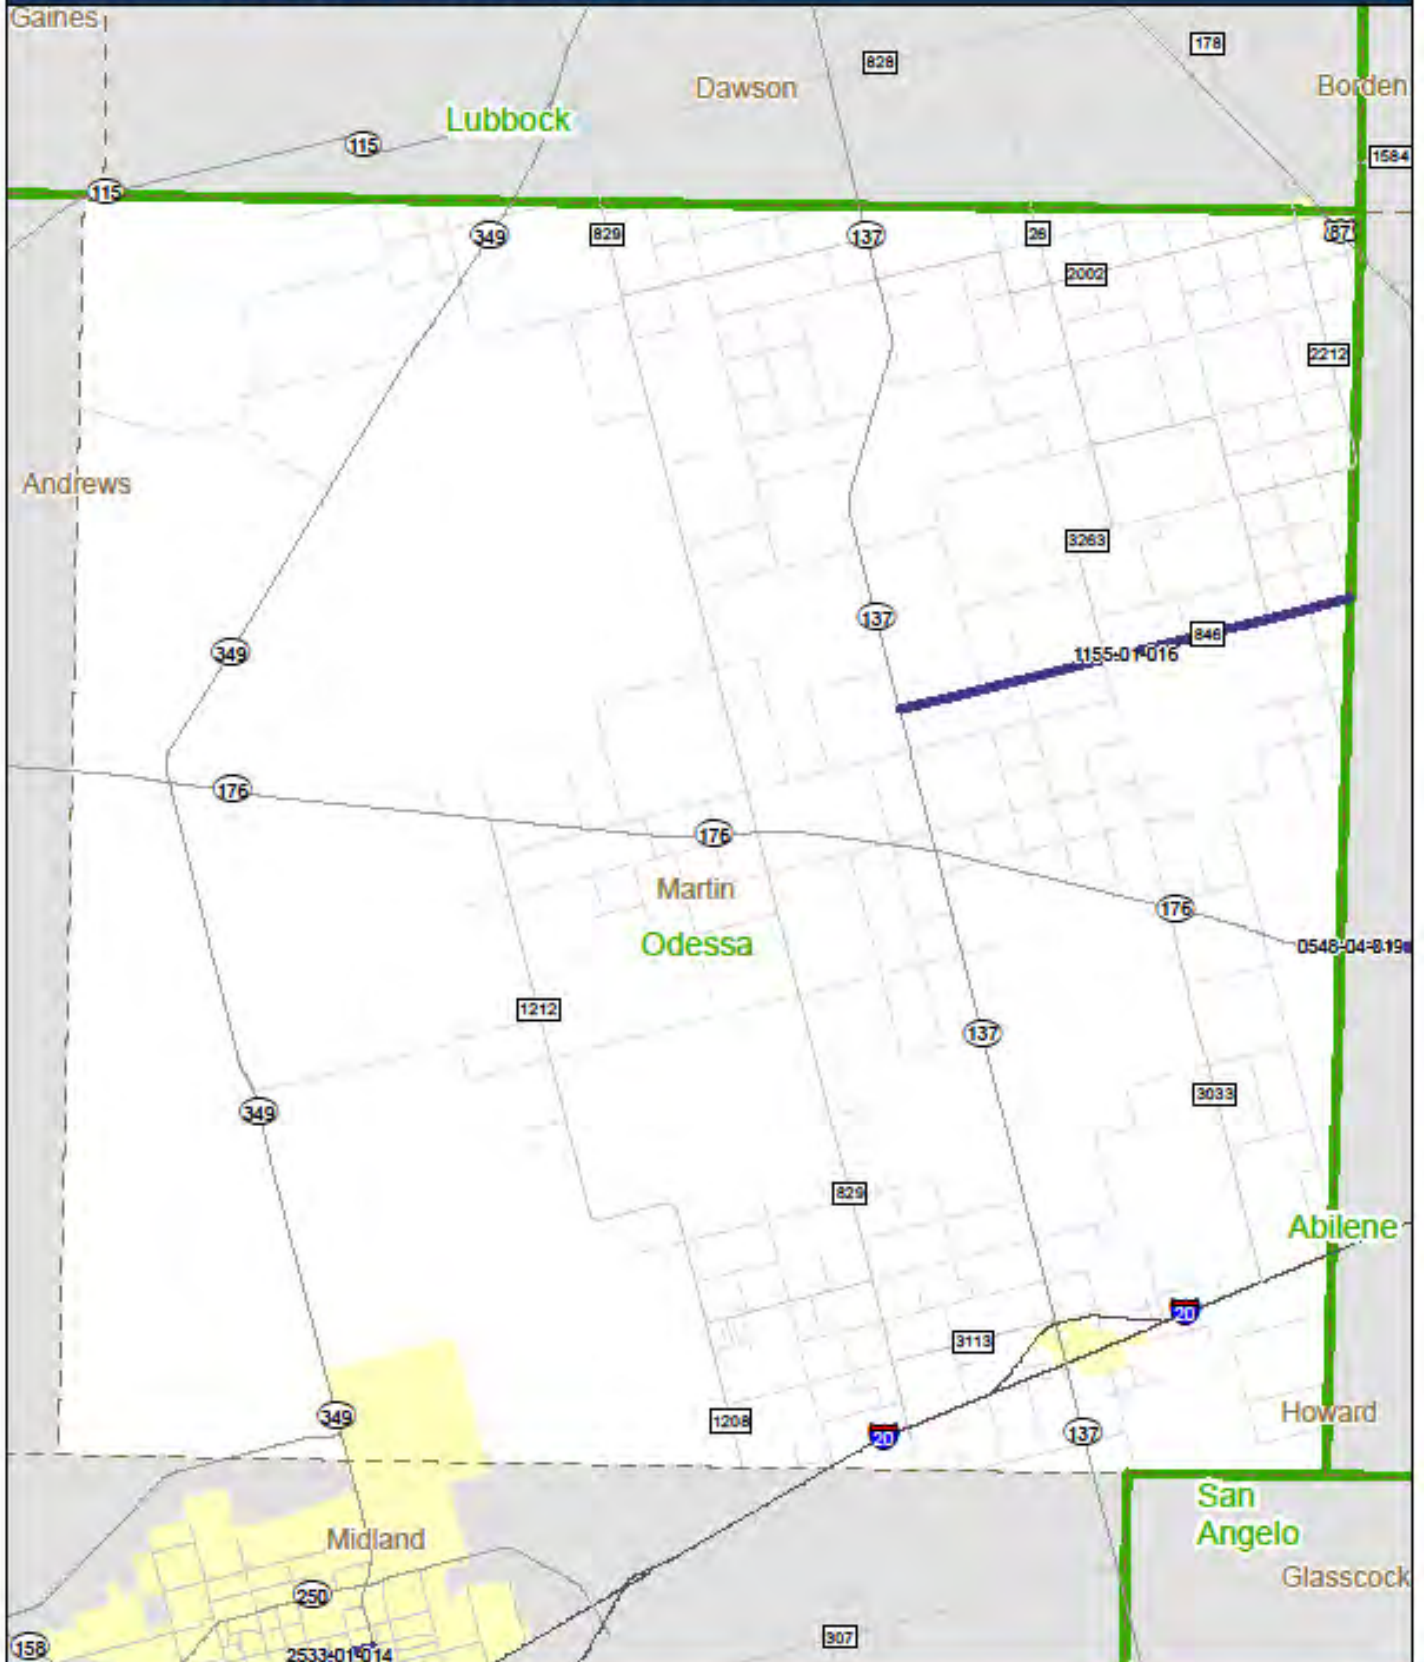 Gaines
178
828
Dawson
Borden
Lubbock
115
1584
115
349
829
137
26
87
2002
2212
Andrews
3263
137
846
349
1155-01-016
176
176
Martin
176
Odessa
0548-04-
1212
137
3033
349
829
Abilene
20
3113
349
1208
20
137
Howard
San
Angelo
Midland
Glasscock
250
307
158
2533-01-014